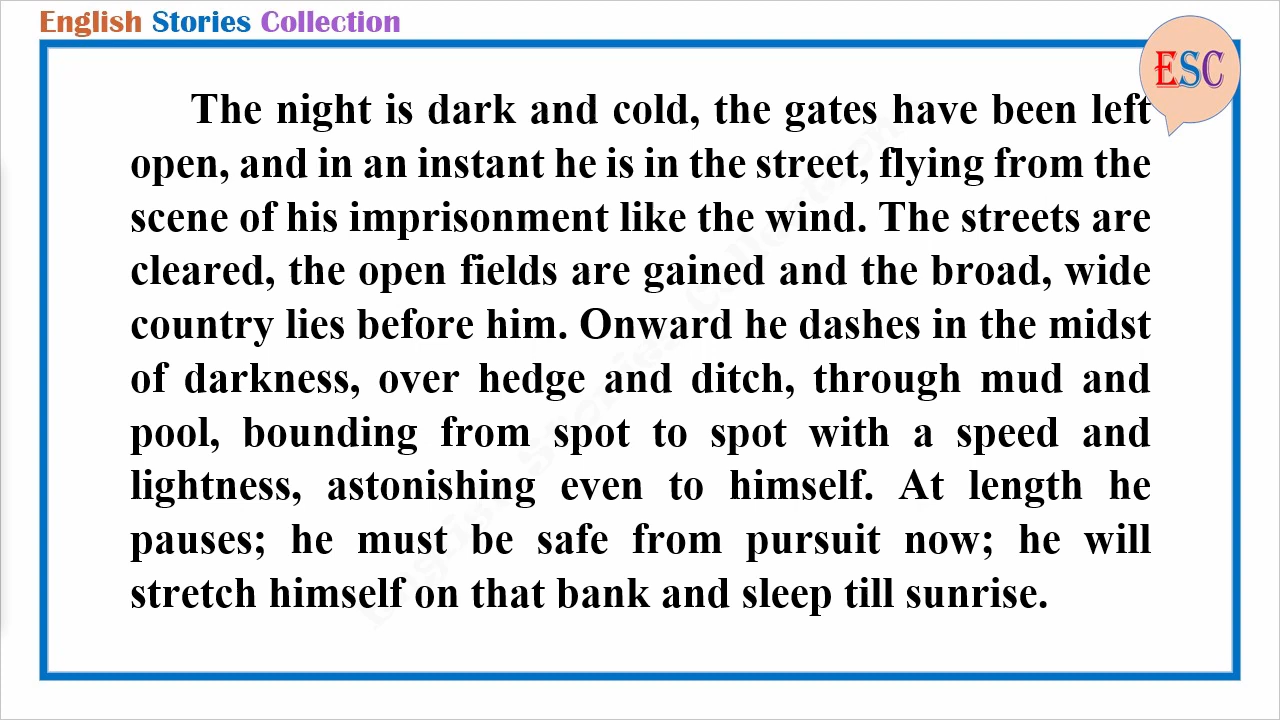 English Stories Collection
ESC
The night is dark and cold, the gates have been left
open, and in an instant he is in the street, flying from the
scene of his imprisonment like the wind. The streets are
cleared, the open fields are gained and the broad, wide
country lies before him. Onward he dashes in the midst
of darkness, over hedge and ditch, through mud and
pool, bounding from spot to spot with a speed and
lightness, astonishing even to himself. At length he
pauses; he must be safe from pursuit now; he will
stretch himself on that bank and sleep till sunrise.
English Stories Collection